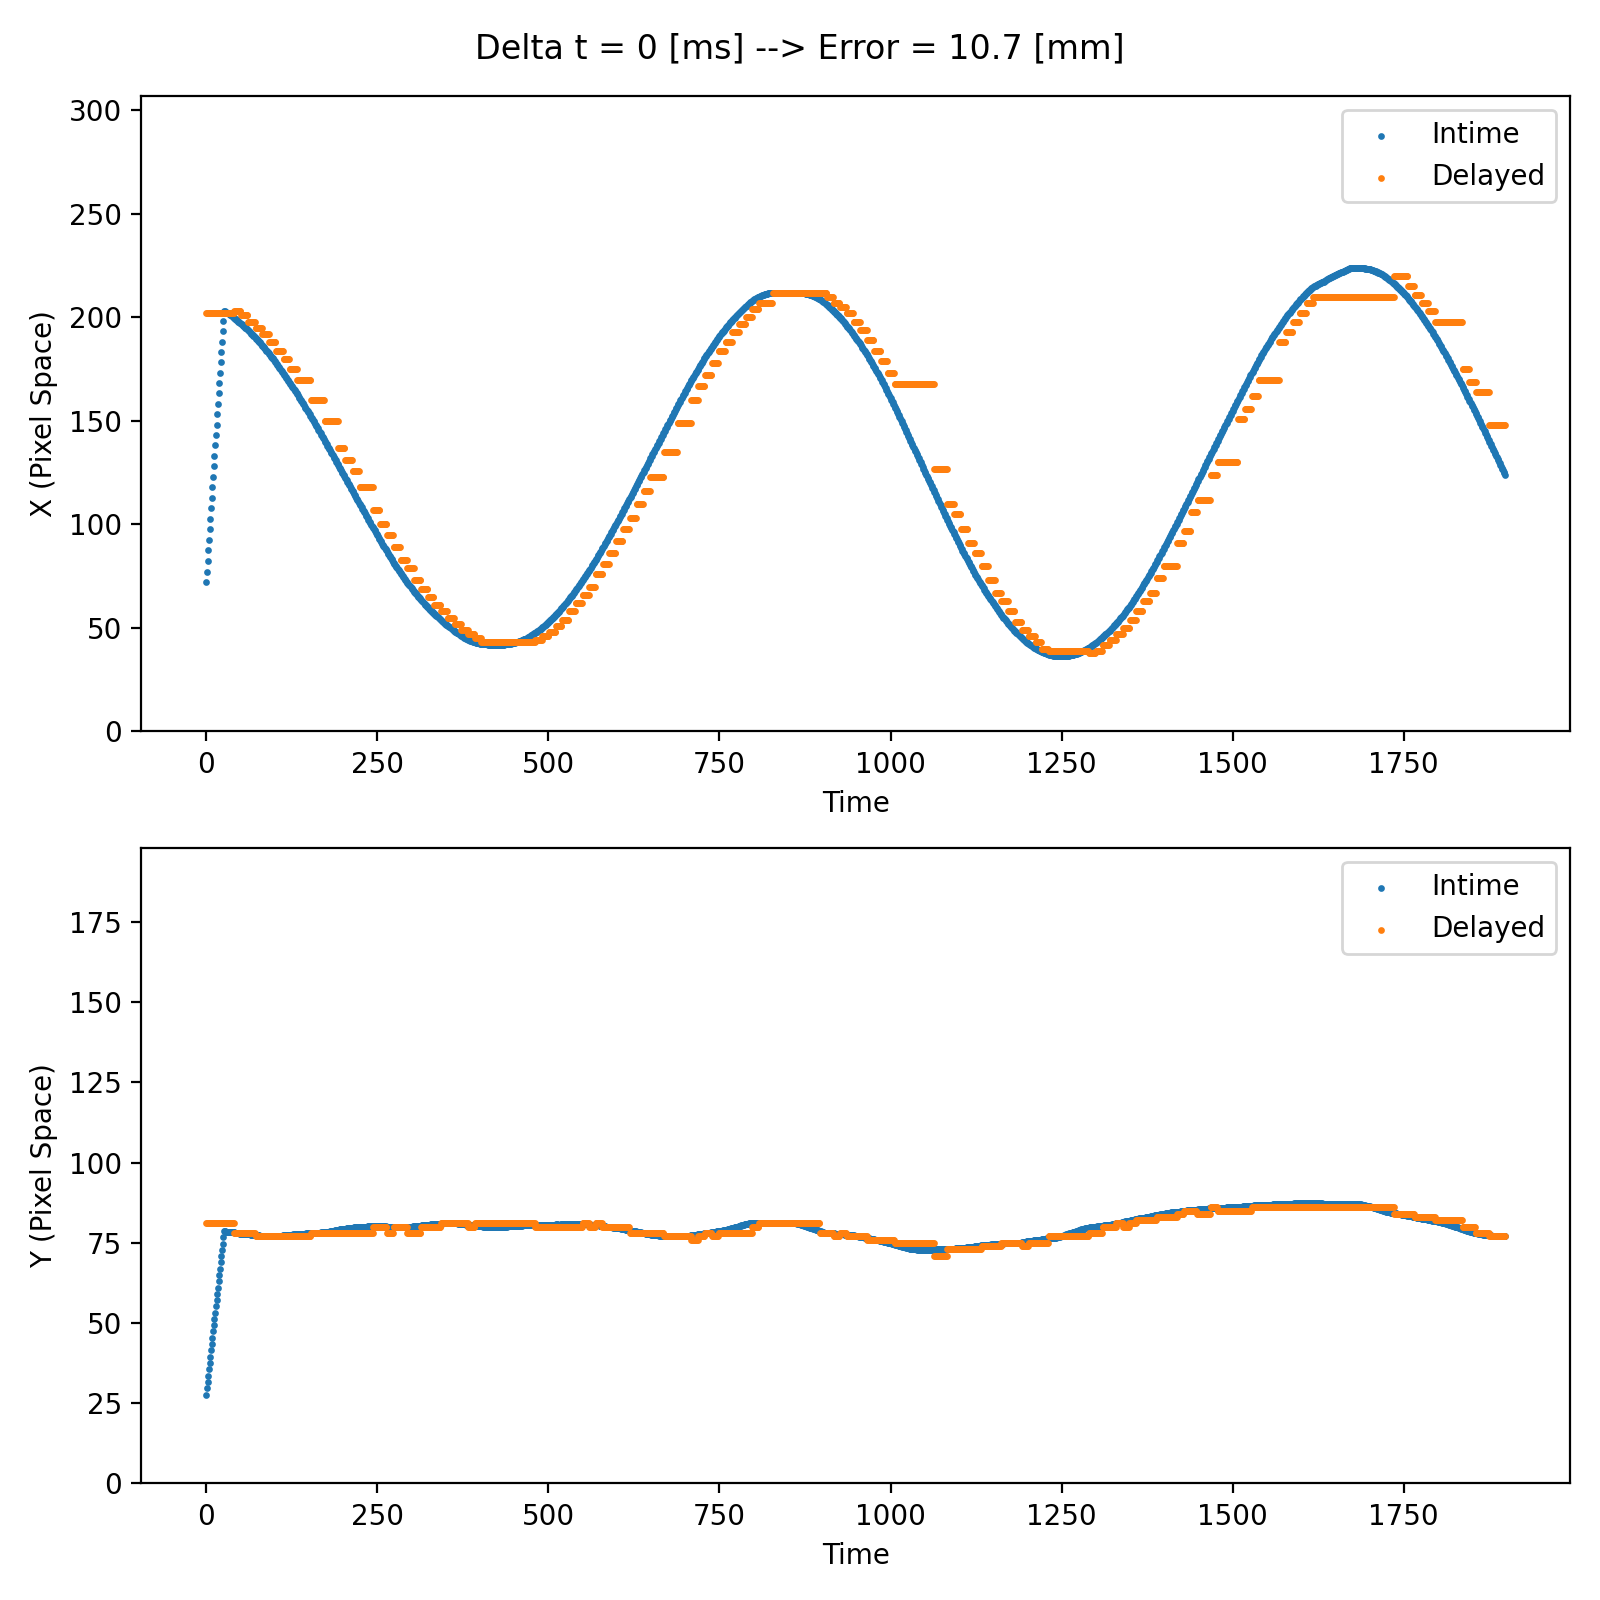 Delta t = 0 [ms] --> Error = 10.7 [mm]
300
250
200
150
100
50
0
X (Pixel Space)
Intime
Delayed
0 250 500 750 1000 1250 1500 1750
Time
175
150
125
100
75
50
25
0
Y (Pixel Space)
Intime
Delayed
0 250 500 750 1000 1250 1500 1750
Time